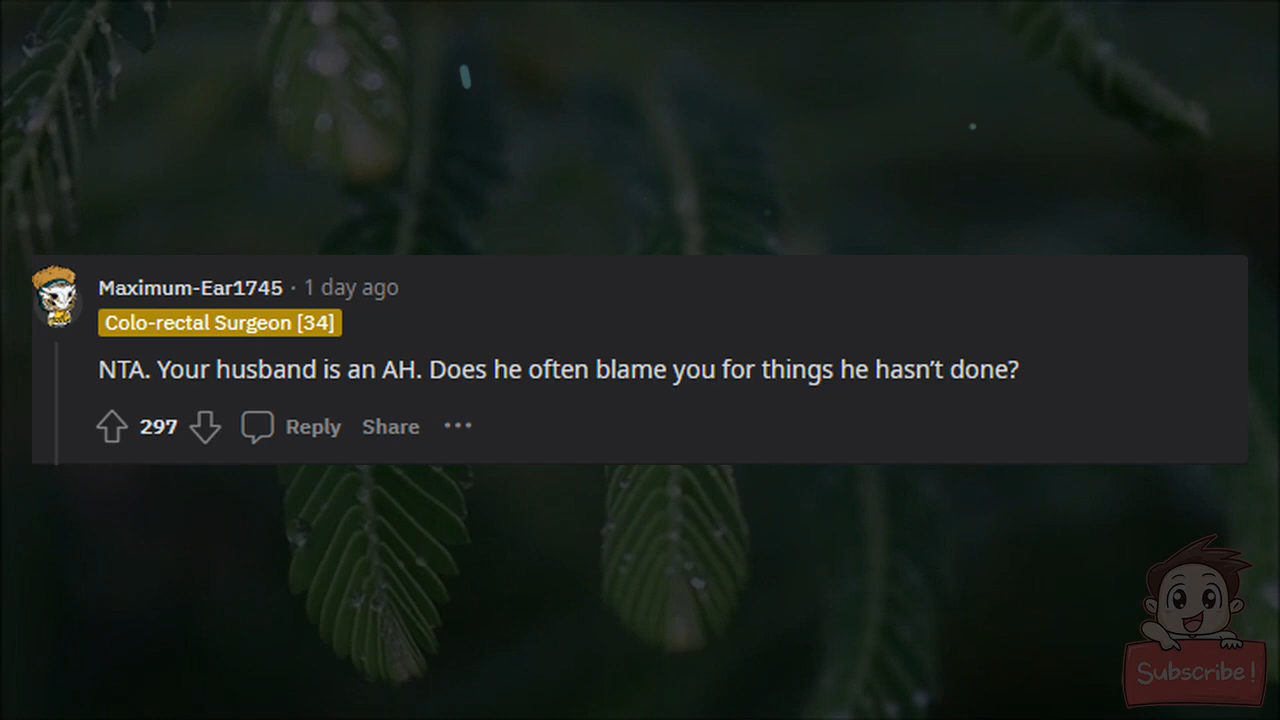 Maximum-Ear1745 · 1 day ago
Colo-rectal Surgeon [34]
NTA. Your husband is an AH. Does he often blame you for things he hasn’t done?
297 Reply Share ···
Subscribe!